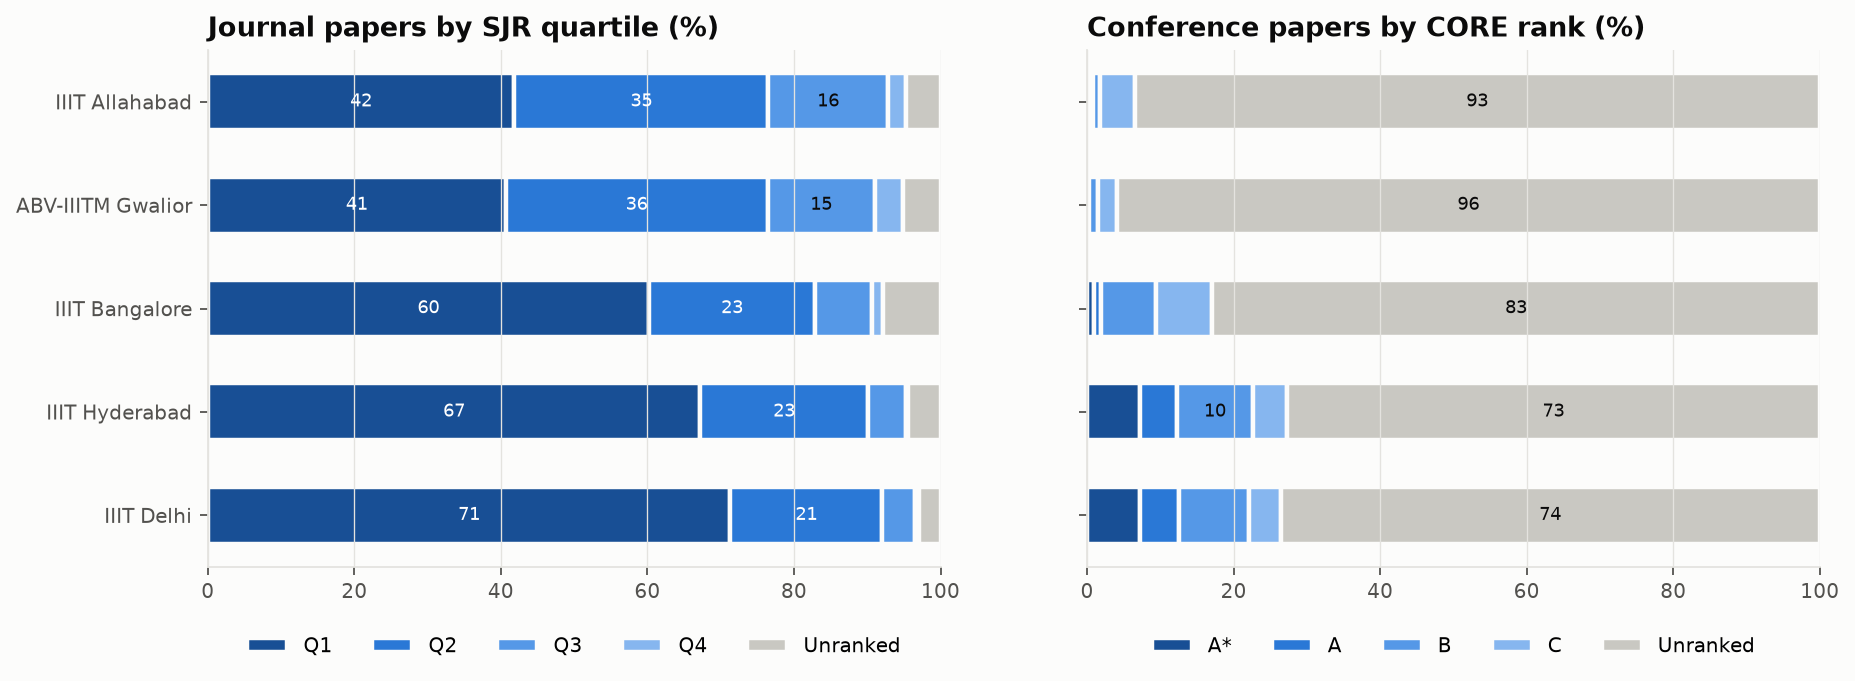 Journal papers by SJR quartile (%)
IIIT Allahabad
42 35 16
ABV-IIITM Gwalior
41 36 15
IIIT Bangalore
60 23
IIIT Hyderabad
67 23
IIIT Delhi
71 21
0 20 40 60 80 100
Q1 Q2 Q3 Q4 Unranked
Conference papers by CORE rank (%)
93
96
83
10 73
74
0 20 40 60 80 100
A* A B C Unranked